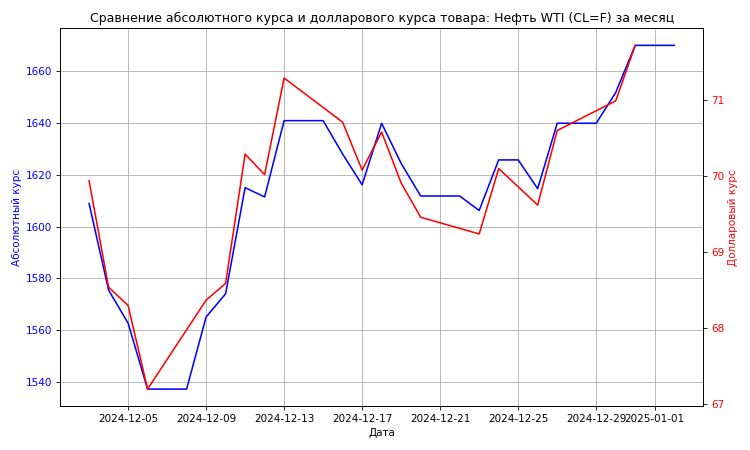 Сравнение абсолютного курса и долларового курса товара: Нефть WTI (CL=F) за месяц
Абсолютный курс
1660
1640
1620
1600
1580
1560
1540
71
70
69
68
67
Долларовый курс
2024-12-05 2024-12-09 2024-12-13 2024-12-17 2024-12-21 2024-12-25 2024-12-29 2025-01-01
Дата